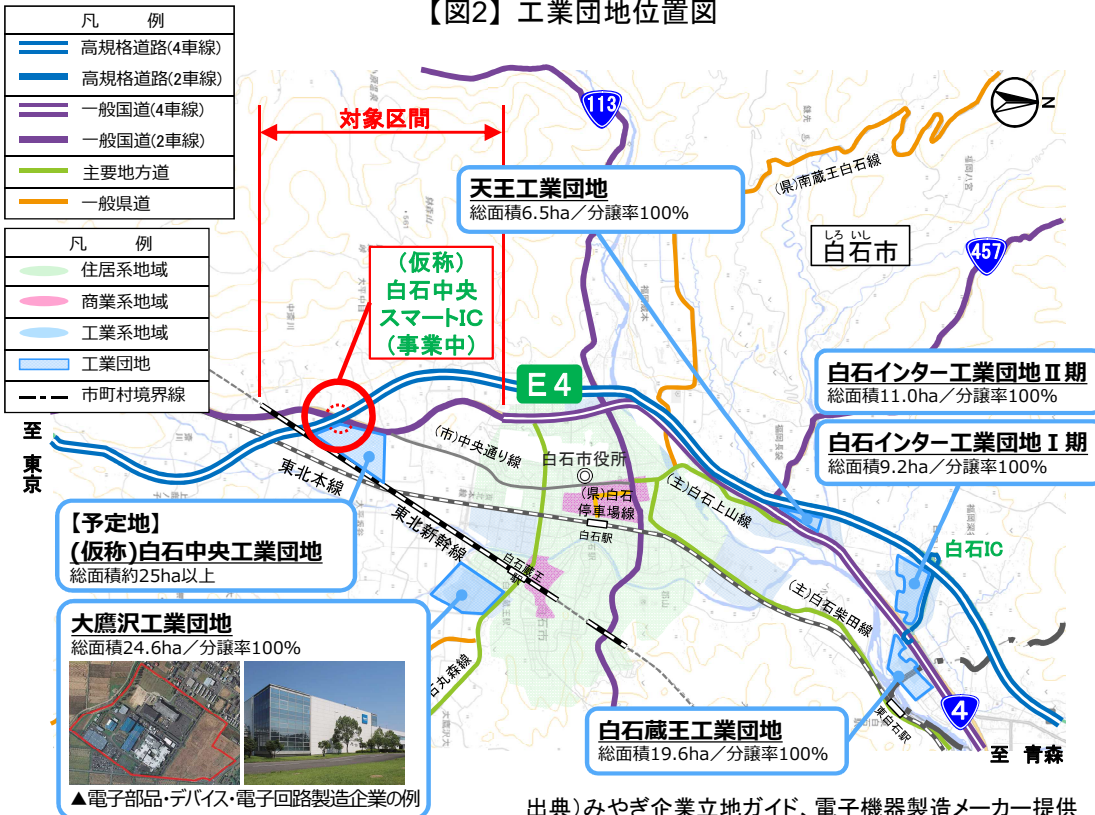 【図2】工業団地位置図
凡 例
高規格道路(4車線)
高規格道路(2車線)
一般国道(4車線)
一般国道(2車線)
主要地方道
一般県道
凡 例
住居系地域
商業系地域
工業系地域
工業団地
市町村境界線
対象区間
113
N
(県)南蔵王白石線
天王工業団地
総面積6.5ha／分譲率100%
しろ いし
白石市
457
(仮称)
白石中央
スマートIC
(事業中)
E4
白石インター工業団地Ⅱ期
総面積11.0ha／分譲率100%
白石インター工業団地Ⅰ期
総面積9.2ha／分譲率100%
至 東京
(市)中央通り線
白石市役所
(県)白石
停車場線
白石駅
(主)白石上山線
東北本線
東北新幹線
白石蔵王
駅
白石IC
(主)白石柴田線
【予定地】
(仮称)白石中央工業団地
総面積約25ha以上
大鷹沢工業団地
総面積24.6ha／分譲率100%
▲電子部品・デバイス・電子回路製造企業の例
石丸森線
白石蔵王工業団地
総面積19.6ha／分譲率100%
東白石駅
4
至 青森
出典)みやぎ企業立地ガイド、電子機器製造メーカー提供